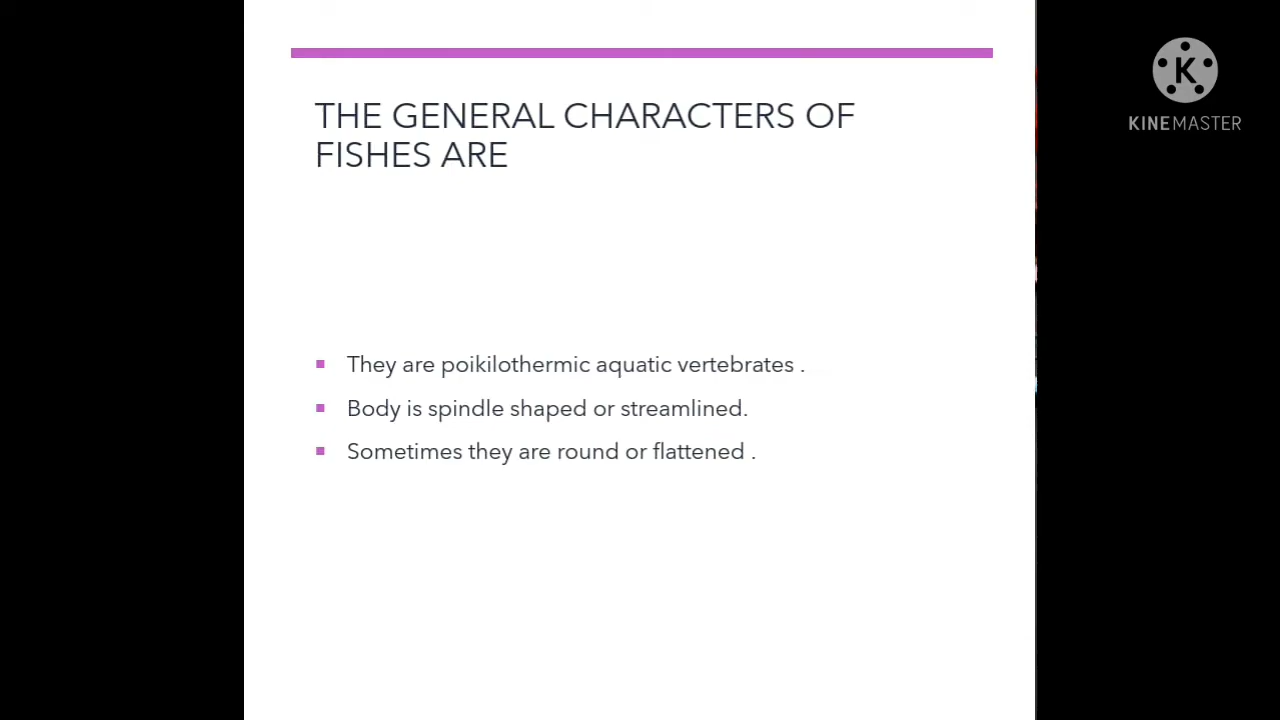 THE GENERAL CHARACTERS OF
FISHES ARE
They are poikilothermic aquatic vertebrates .
Body is spindle shaped or streamlined.
Sometimes they are round or flattened .
K
KINEMASTER